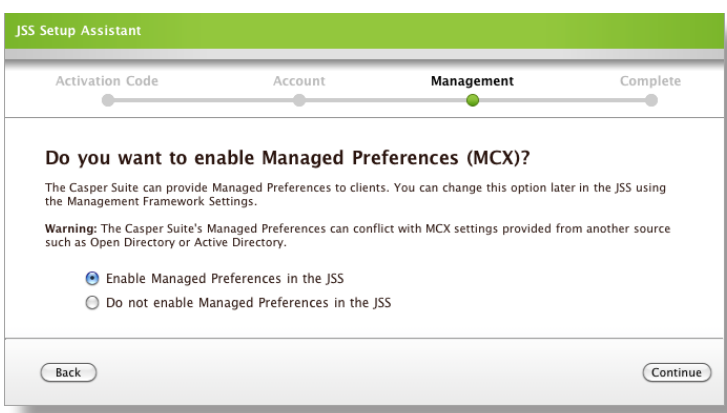 JSS Setup Assistant
Activation Code Account Management Complete
Do you want to enable Managed Preferences (MCX)?
The Casper Suite can provide Managed Preferences to clients. You can change this option later in the JSS using
the Management Framework Settings.
Warning: The Casper Suite's Managed Preferences can conflict with MCX settings provided from another source
such as Open Directory or Active Directory.
Enable Managed Preferences in the JSS
Do not enable Managed Preferences in the JSS
Back Continue